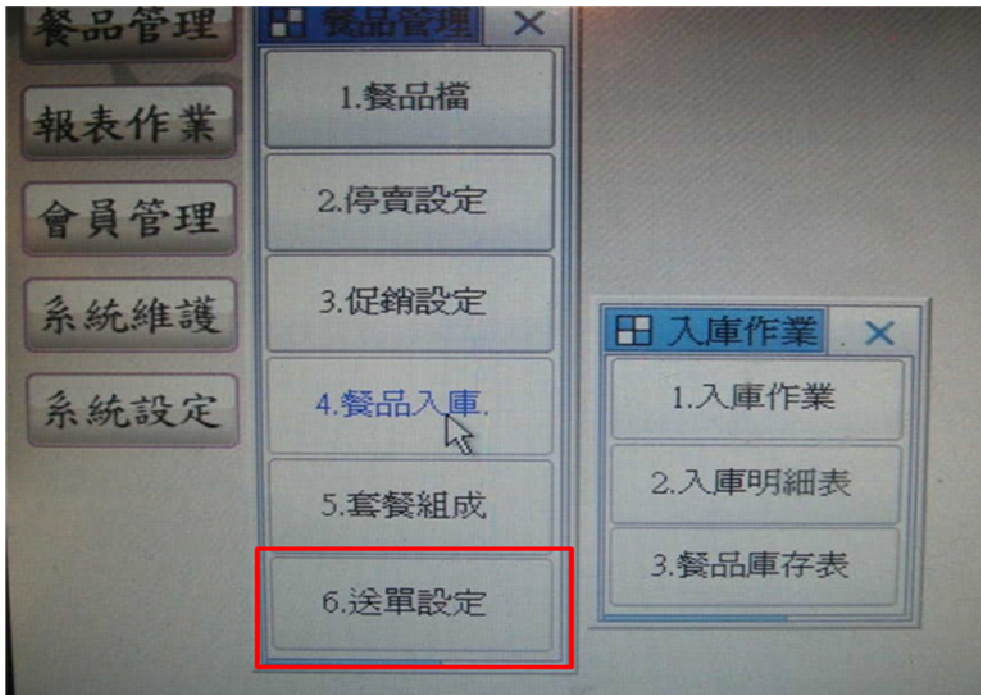 餐品管理
報表作業
會員管理
系統維護
系統設定
餐品管理
1.餐品檔
2.停賣設定
3.促銷設定
4.餐品入庫.
5.套餐組成
6.送單設定
入庫作業
1.入庫作業
2.入庫明細表
3.餐品庫存表